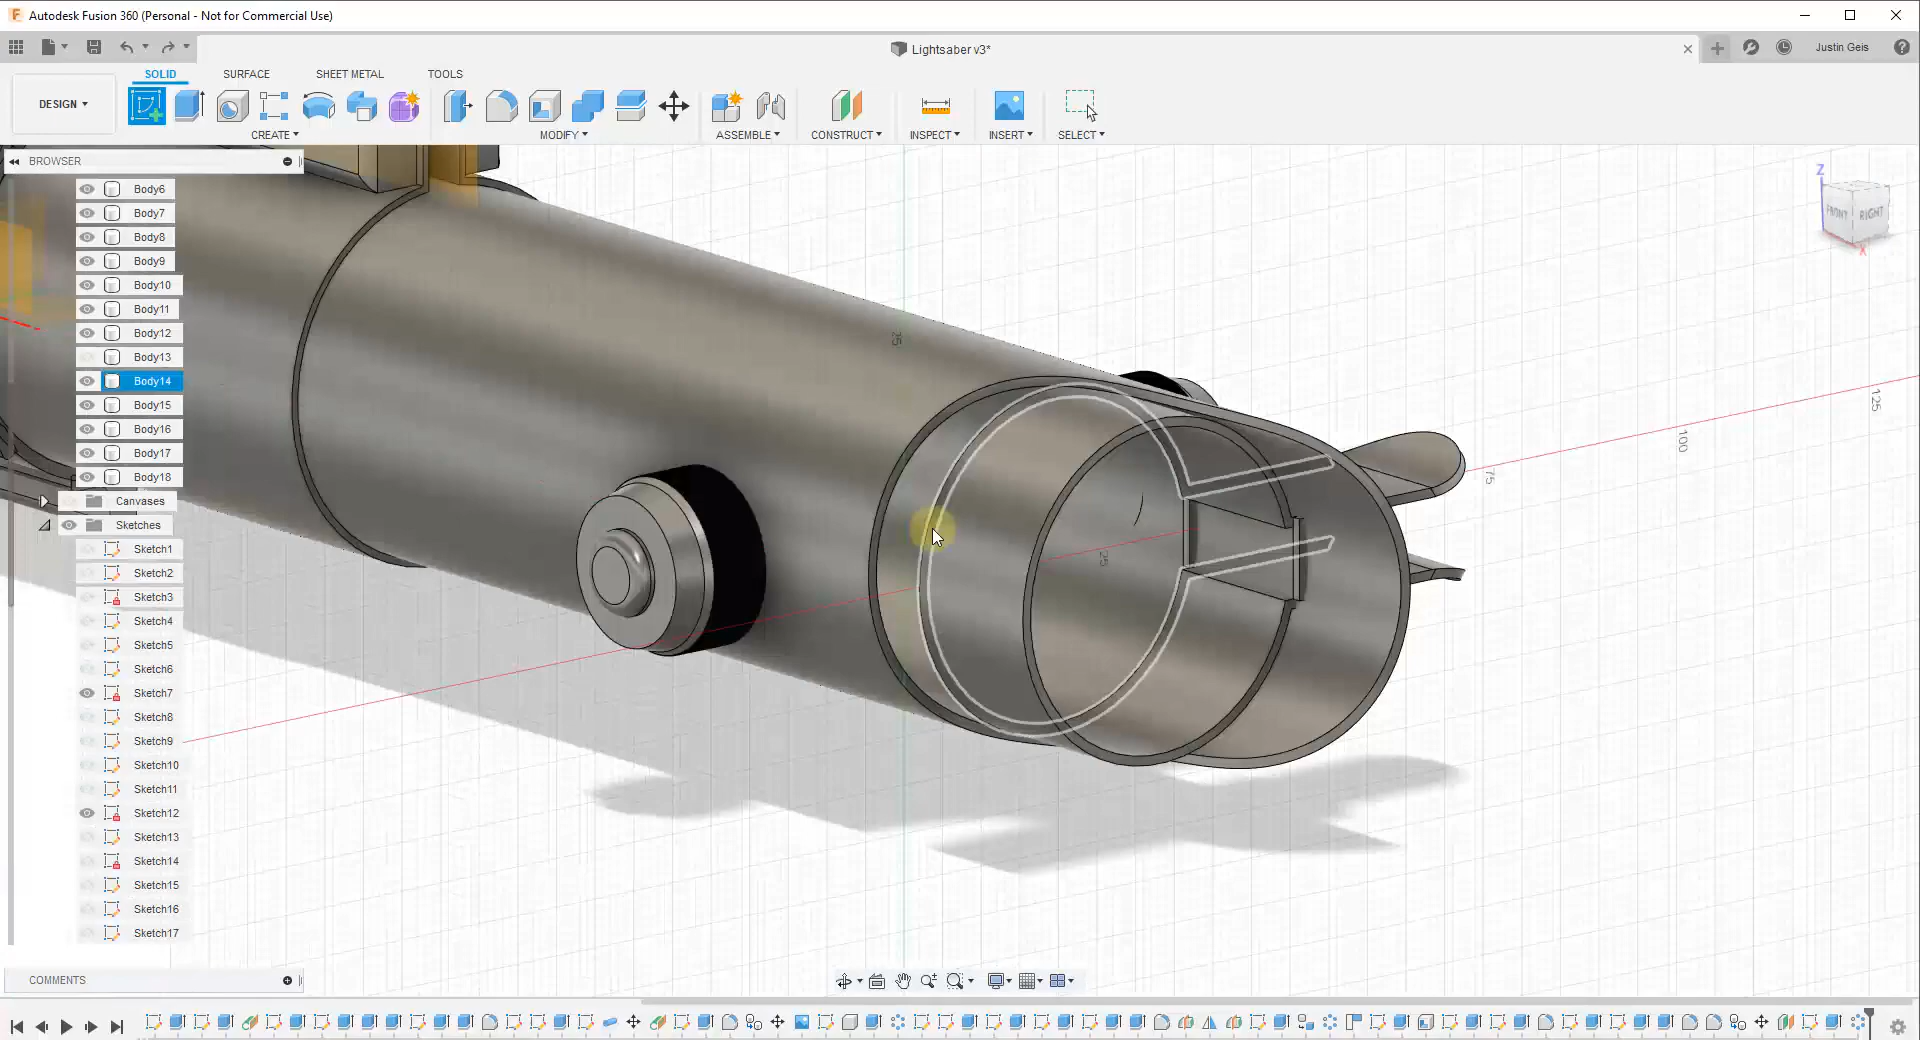 Autodesk Fusion 360 (Personal - Not for Commercial Use)
Lightsaber v3*
Justin Geis
DESIGN
SOLID
SURFACE
SHEET METAL
TOOLS
CREATE
MODIFY
ASSEMBLE
CONSTRUCT
INSPECT
INSERT
SELECT
BROWSER
Body6
Body7
Body8
Body9
Body10
Body11
Body12
Body13
Body14
Body15
Body16
Body17
Body18
Canvases
Sketches
Sketch1
Sketch2
Sketch3
Sketch4
Sketch5
Sketch6
Sketch7
Sketch8
Sketch9
Sketch10
Sketch11
Sketch12
Sketch13
Sketch14
Sketch15
Sketch16
Sketch17
Z
FRONT
RIGHT
X
25
75
100
125
COMMENTS